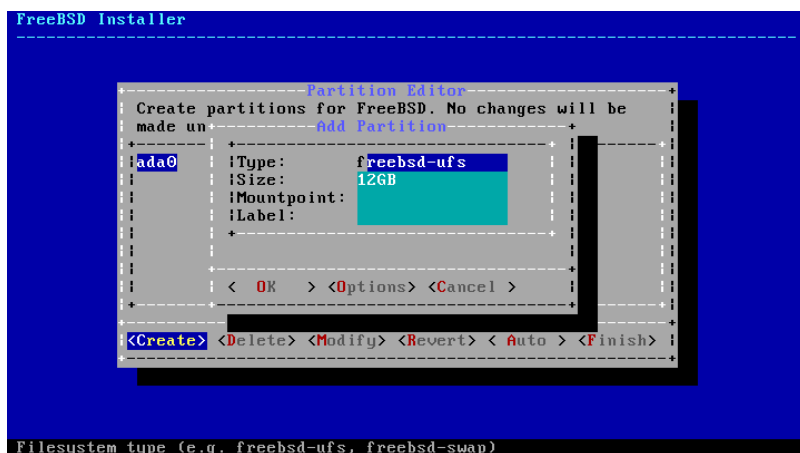 FreeBSD Installer
Partition Editor
Create partitions for FreeBSD. No changes will be
made un
Add Partition
ada0
Type: freebsd-ufs
Size: 12GB
Mountpoint:
Label:
< OK > <Options> <Cancel >
<Create> <Delete> <Modify> <Revert> < Auto > <Finish>
Filesystem type (e.g. freebsd-ufs, freebsd-swap)